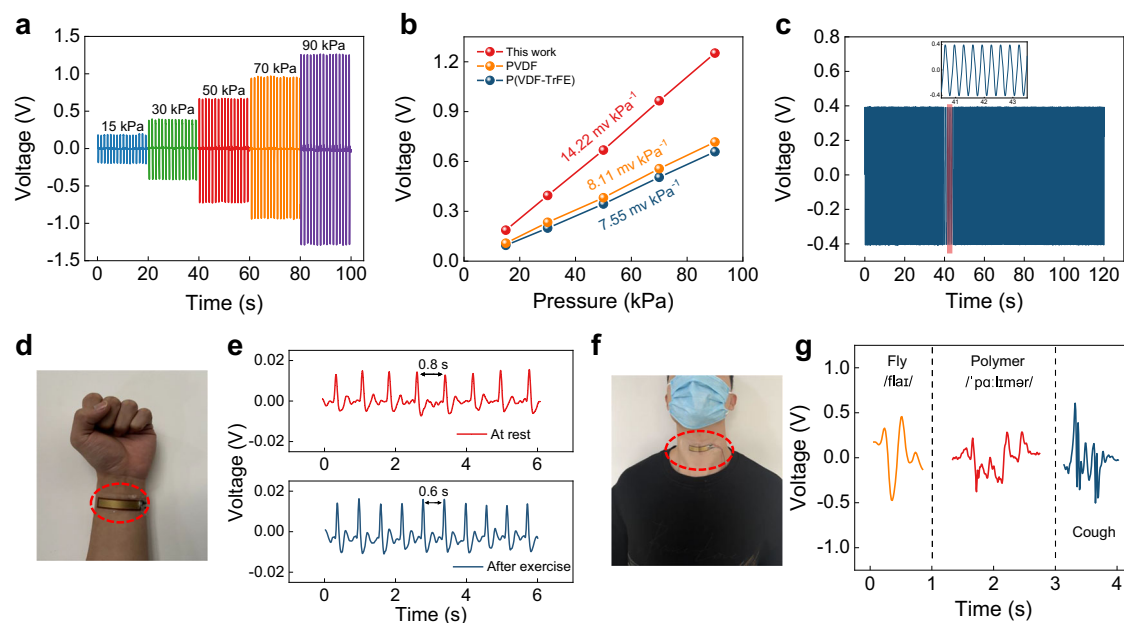 a
1.5
1.0
0.5
0.0
-0.5
-1.0
-1.5
Voltage (V)
15 kPa
30 kPa
50 kPa
70 kPa
90 kPa
0 20 40 60 80 100
Time (s)
b
1.2
0.9
0.6
0.3
0.0
Voltage (V)
This work
PVDF
P(VDF-TrFE)
14.22 mv kPa⁻¹
8.11 mv kPa⁻¹
7.55 mv kPa⁻¹
0 20 40 60 80 100
Pressure (kPa)
c
0.8
0.4
0.0
-0.4
-0.8
Voltage (V)
0.4
0.0
-0.4
41 42 43
0 20 40 60 80 100 120
Time (s)
d
e
0.02
0.00
-0.02
0.8 s
At rest
Voltage (V)
0.02
0.00
-0.02
0.6 s
After exercise
0 2 4 6
Time (s)
f
g
1.0
0.5
0.0
-0.5
-1.0
Voltage (V)
Fly
/flaɪ/
Polymer
/ˈpɑːlɪmər/
Cough
0 1 2 3 4
Time (s)